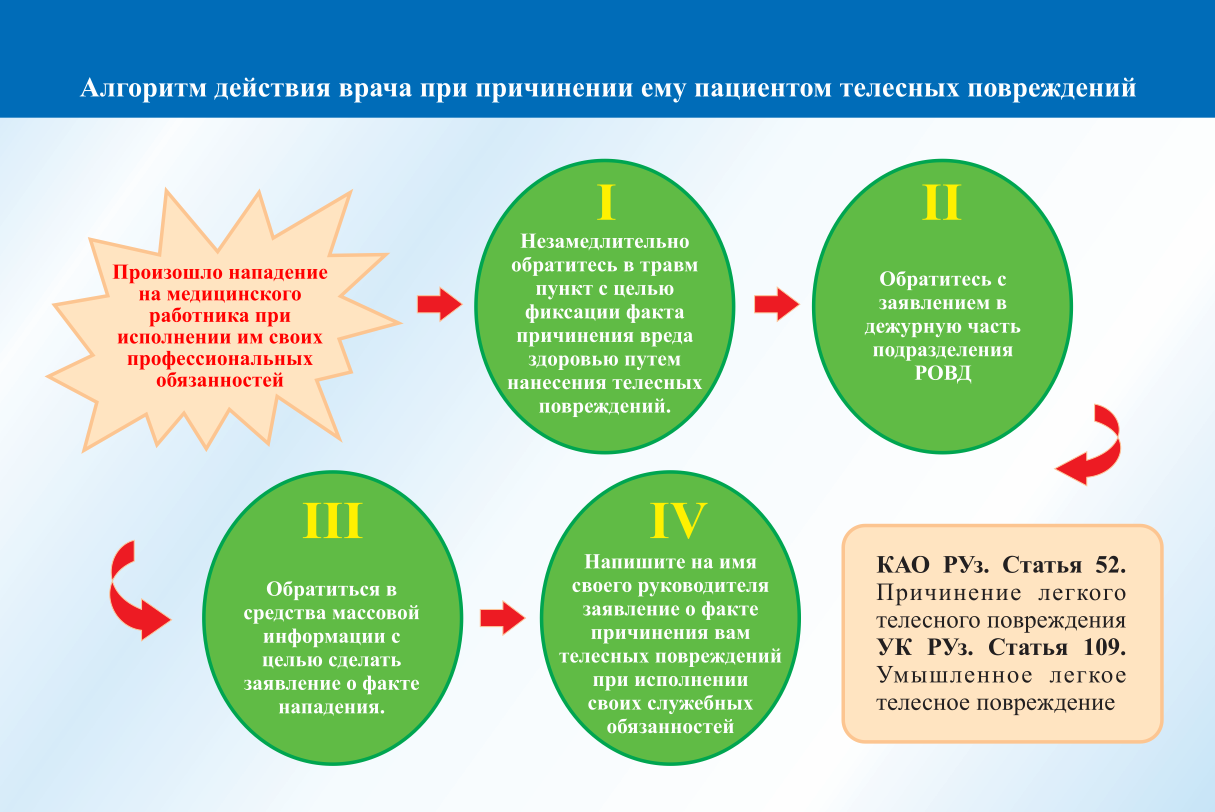 Алгоритм действия врача при причинении ему пациентом телесных повреждений
Произошло нападение
на медицинского
работника при
исполнении им своих
профессиональных
обязанностей
I
Незамедлительно
обратитесь в травм
пункт с целью
фиксации факта
причинения вреда
здоровью путем
нанесения телесных
повреждений.
II
Обратитесь с
заявлением в
дежурную часть
подразделения
РОВД
III
Обратиться в
средства массовой
информации с
целью сделать
заявление о факте
нападения.
IV
Напишите на имя
своего руководителя
заявление о факте
причинения вам
телесных повреждений
при исполнении
своих служебных
обязанностей
КАО РУз. Статья 52.
Причинение легкого
телесного повреждения
УК РУз. Статья 109.
Умышленное легкое
телесное повреждение